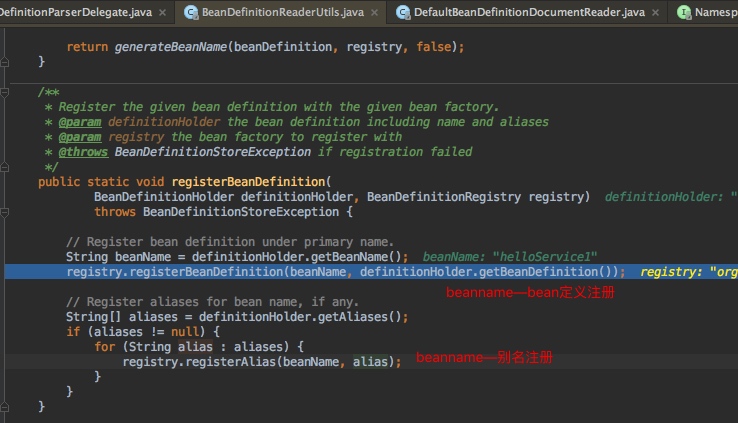 DefinitionParserDelegate.java × BeanDefinitionReaderUtils.java × DefaultBeanDefinitionDocumentReader.java × Namesp
return generateBeanName(beanDefinition, registry, false);
}
/**
* Register the given bean definition with the given bean factory.
* @param definitionHolder the bean definition including name and aliases
* @param registry the bean factory to register with
* @throws BeanDefinitionStoreException if registration failed
*/
public static void registerBeanDefinition(
BeanDefinitionHolder definitionHolder, BeanDefinitionRegistry registry) definitionHolder: "
throws BeanDefinitionStoreException {
// Register bean definition under primary name.
String beanName = definitionHolder.getBeanName(); beanName: "helloService1"
registry.registerBeanDefinition(beanName, definitionHolder.getBeanDefinition()); registry: "org
beanname—bean定义注册
// Register aliases for bean name, if any.
String[] aliases = definitionHolder.getAliases();
if (aliases != null) {
for (String alias : aliases) {
registry.registerAlias(beanName, alias); beanname—别名注册
}
}
}